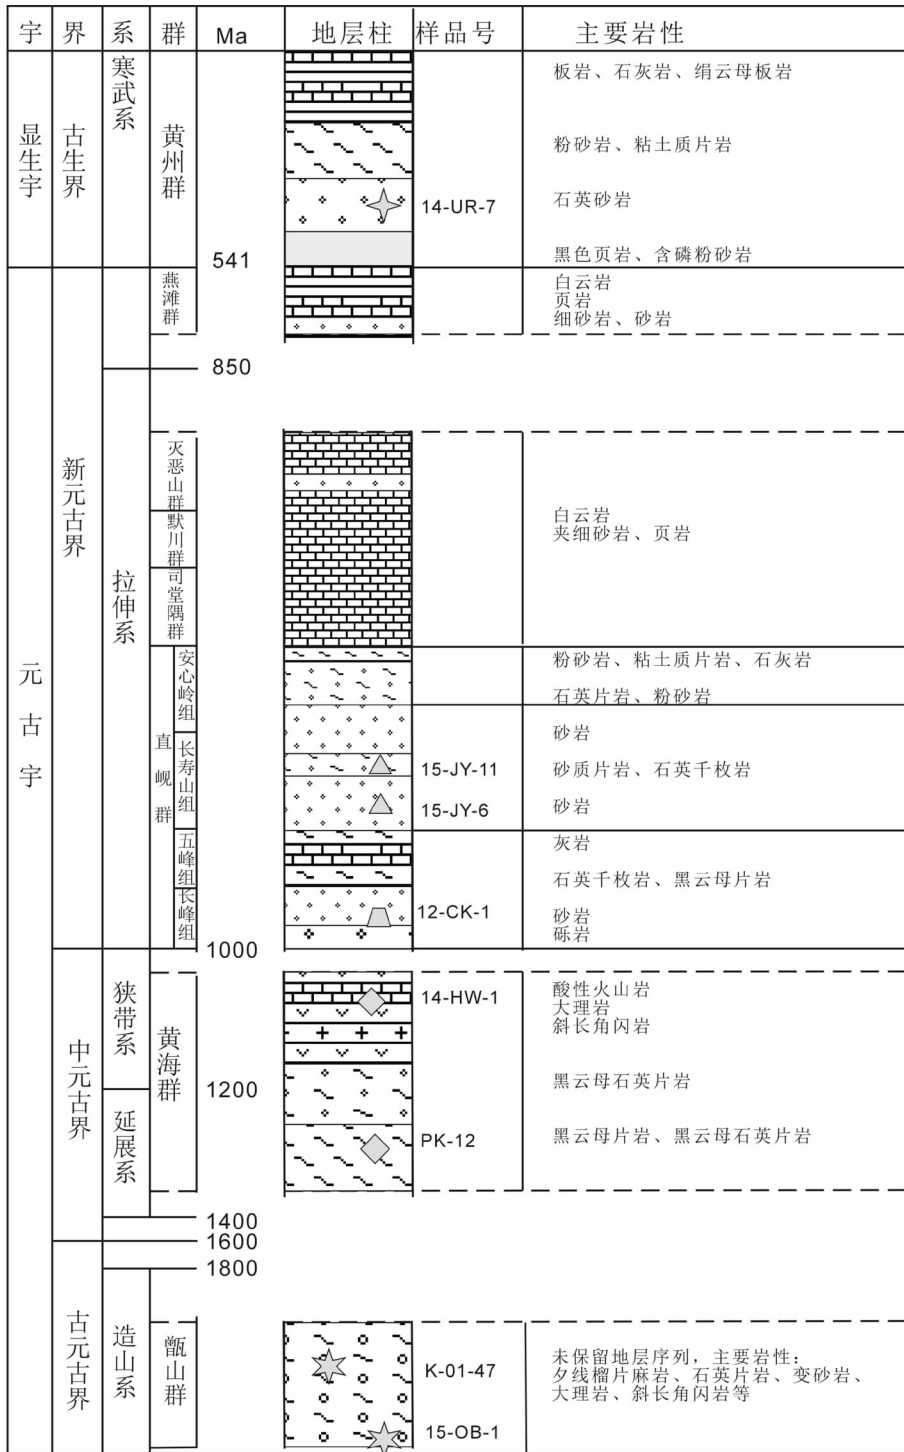 宇 界 系 群 Ma 地层柱 样品号 主要岩性
显生宇
古生界
寒武系
黄州群
板岩、石灰岩、绢云母板岩
粉砂岩、粘土质片岩
14-UR-7
石英砂岩
541
黑色页岩、含磷粉砂岩
元古宇
新元古界
燕滩群
白云岩
页岩
细砂岩、砂岩
850
拉伸系
灭恶山群
默川群
司堂隅群
白云岩
夹细砂岩、页岩
直岘群
安心岭组
粉砂岩、粘土质片岩、石灰岩
石英片岩、粉砂岩
长寿山组
砂岩
15-JY-11
砂质片岩、石英千枚岩
15-JY-6
砂岩
五峰组
灰岩
石英千枚岩、黑云母片岩
长峰组
12-CK-1
砂岩
砾岩
1000
中元古界
狭带系
黄海群
14-HW-1
酸性火山岩
大理岩
斜长角闪岩
1200
黑云母石英片岩
延展系
PK-12
黑云母片岩、黑云母石英片岩
1400
1600
1800
古元古界
造山系
甑山群
K-01-47
未保留地层序列，主要岩性：
夕线榴片麻岩、石英片岩、变砂岩、
大理岩、斜长角闪岩等
15-OB-1